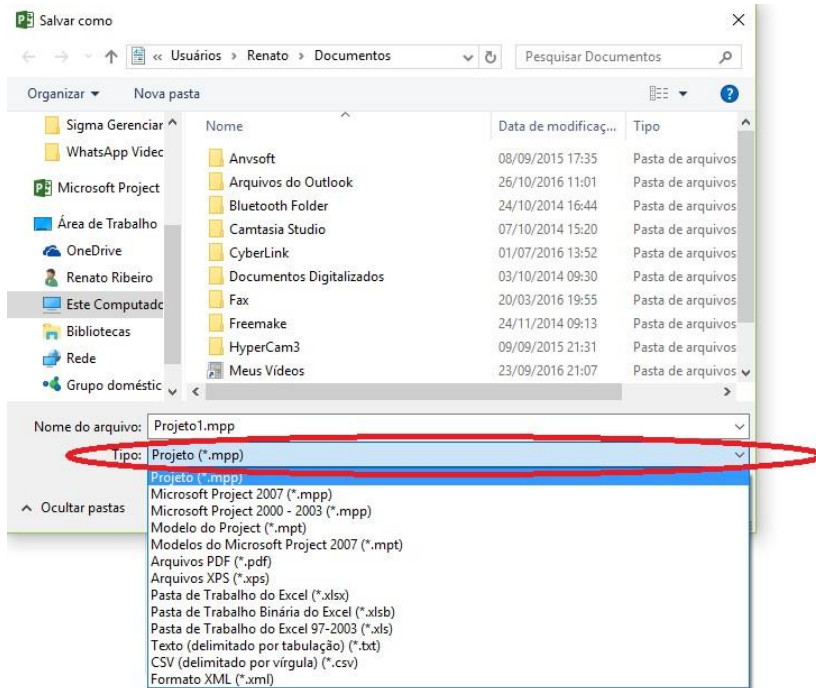 Salvar como
« Usuários › Renato › Documentos
Pesquisar Documentos
Organizar
Nova pasta
Nome
Data de modificaç...
Tipo
Sigma Gerenciar
WhatsApp Videc
Microsoft Project
Área de Trabalho
OneDrive
Renato Ribeiro
Este Computadc
Bibliotecas
Rede
Grupo doméstic
Anvsoft 08/09/2015 17:35 Pasta de arquivos
Arquivos do Outlook 26/10/2016 11:01 Pasta de arquivos
Bluetooth Folder 24/10/2014 16:44 Pasta de arquivos
Camtasia Studio 07/10/2014 15:20 Pasta de arquivos
CyberLink 01/07/2016 13:52 Pasta de arquivos
Documentos Digitalizados 03/10/2014 09:30 Pasta de arquivos
Fax 20/03/2016 19:55 Pasta de arquivos
Freemake 24/11/2014 09:13 Pasta de arquivos
HyperCam3 09/09/2015 21:31 Pasta de arquivos
Meus Vídeos 23/09/2016 21:07 Pasta de arquivos
Nome do arquivo: Projeto1.mpp
Tipo: Projeto (*.mpp)
Projeto (*.mpp)
Microsoft Project 2007 (*.mpp)
Microsoft Project 2000 - 2003 (*.mpp)
Modelo do Project (*.mpt)
Modelos do Microsoft Project 2007 (*.mpt)
Arquivos PDF (*.pdf)
Arquivos XPS (*.xps)
Pasta de Trabalho do Excel (*.xlsx)
Pasta de Trabalho Binária do Excel (*.xlsb)
Pasta de Trabalho do Excel 97-2003 (*.xls)
Texto (delimitado por tabulação) (*.txt)
CSV (delimitado por vírgula) (*.csv)
Formato XML (*.xml)
Ocultar pastas